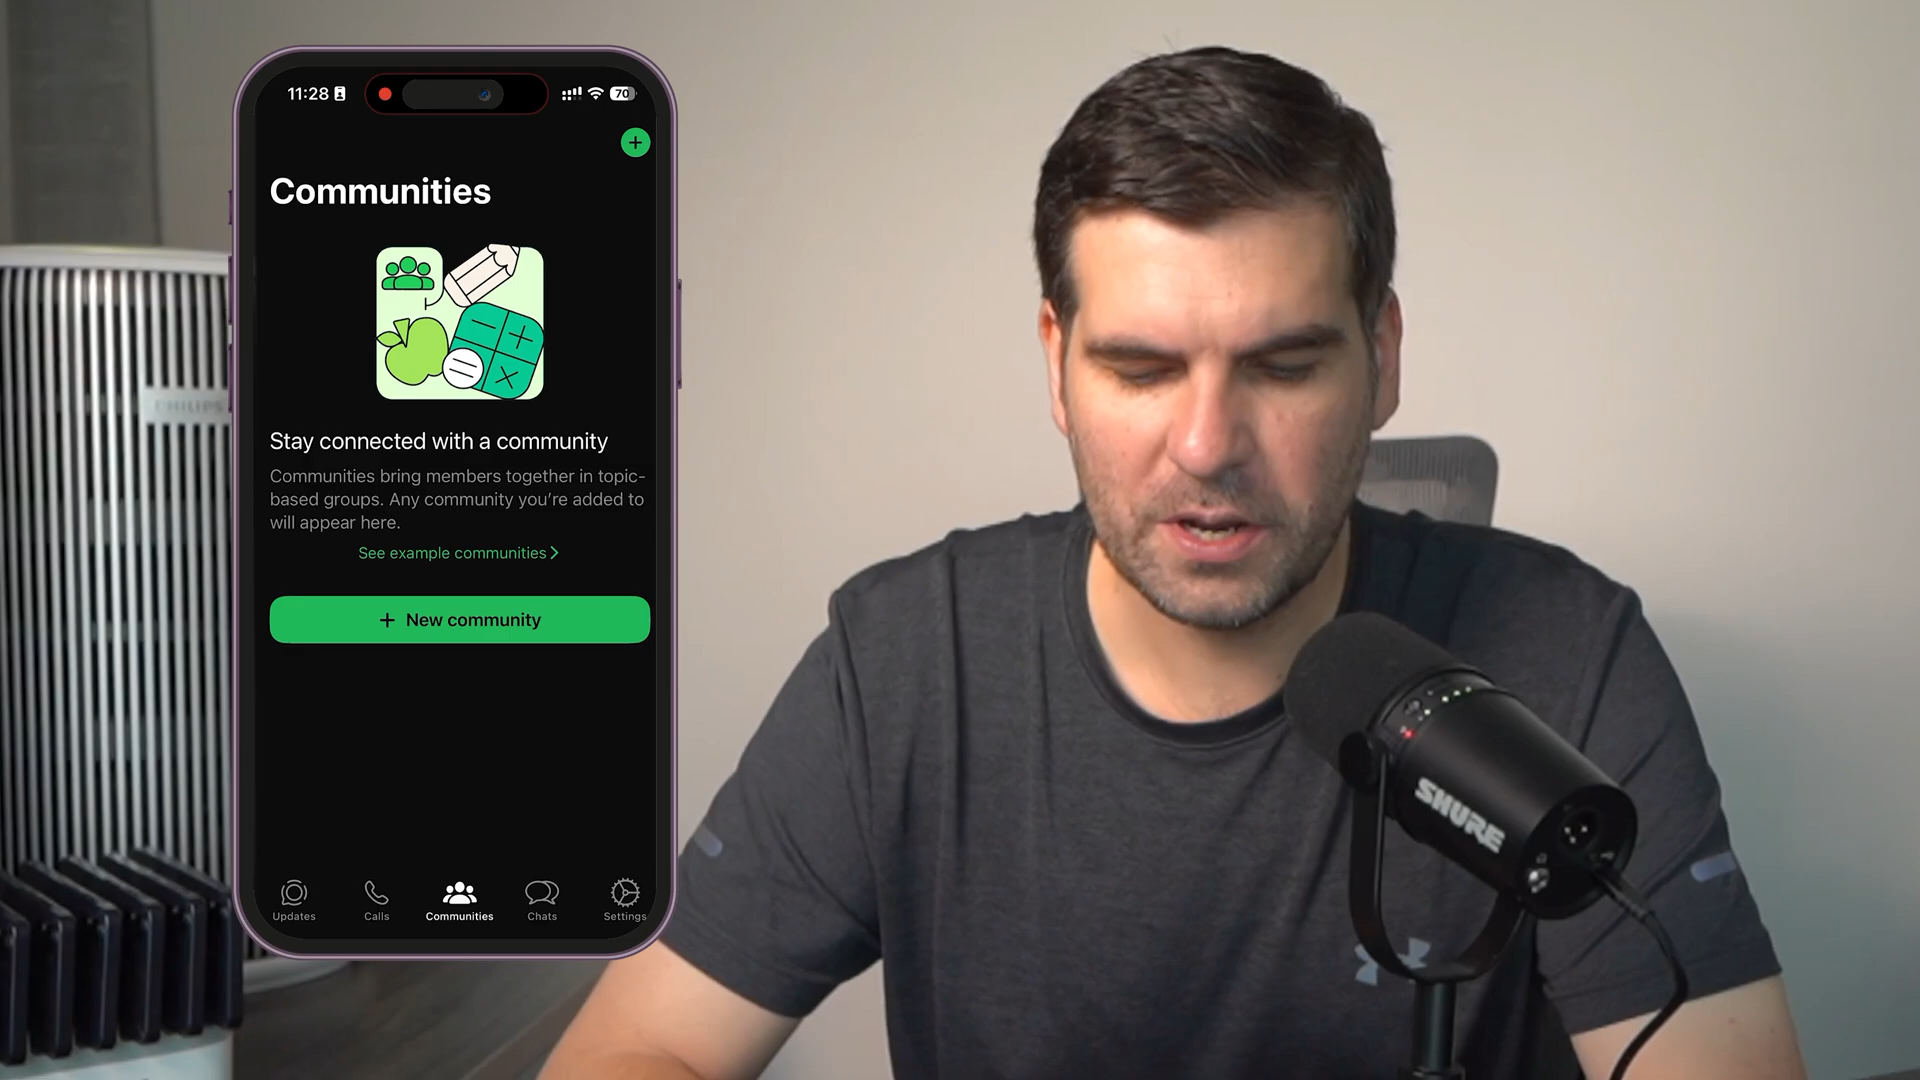 11:28
70
Communities
Stay connected with a community
Communities bring members together in topic-
based groups. Any community you're added to
will appear here.
See example communities
+ New community
Updates
Calls
Communities
Chats
Settings
PHILIPS
SHURE